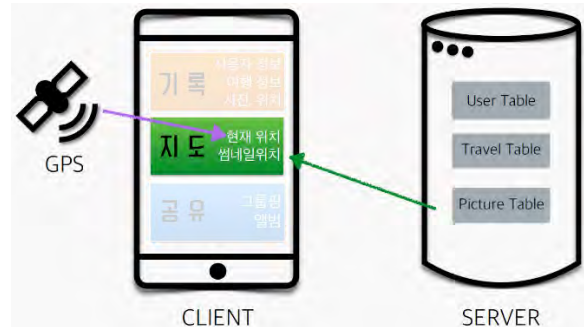 기 록
사용자 정보
여행 정보
사진, 위치
지 도
현재 위치
썸네일위치
공 유
그룹핑
앨범
GPS
CLIENT
User Table
Travel Table
Picture Table
SERVER